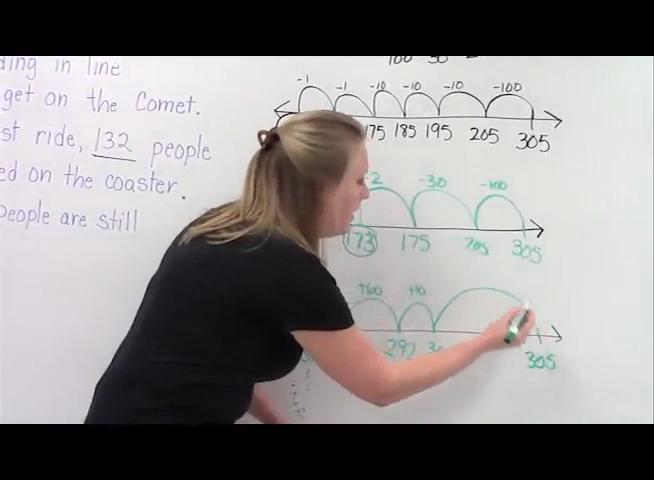 ding in line
get on the Comet.
st ride, 132 people
ed on the coaster.
people are still
-1 -1 -10 -10 -10 -100
175 185 195 205 305
-2 -30 -100
173 175 205 305
+60 +10
292 30
305